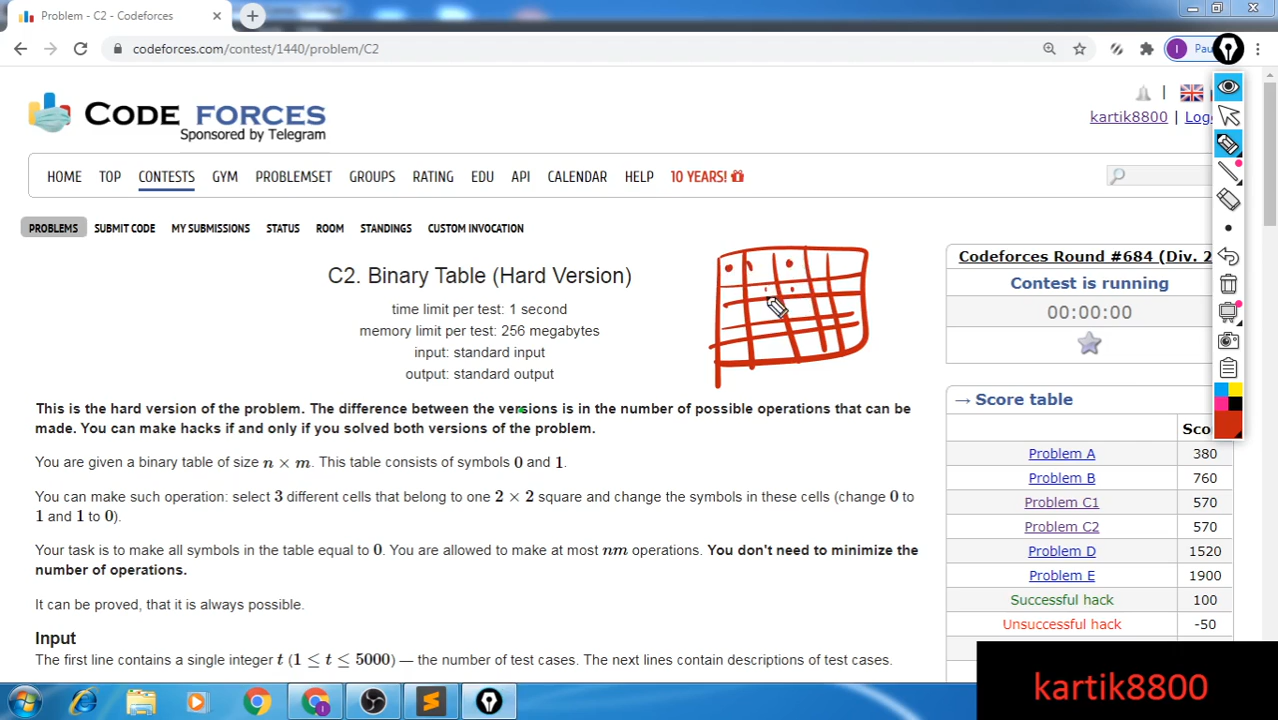 Problem - C2 - Codeforces
codeforces.com/contest/1440/problem/C2
I
CODE FORCES
Sponsored by Telegram
kartik8800 |
HOME TOP CONTESTS GYM PROBLEMSET GROUPS RATING EDU API CALENDAR HELP 10 YEARS!
PROBLEMS SUBMIT CODE MY SUBMISSIONS STATUS ROOM STANDINGS CUSTOM INVOCATION
C2. Binary Table (Hard Version)
time limit per test: 1 second
memory limit per test: 256 megabytes
input: standard input
output: standard output
This is the hard version of the problem. The difference between the versions is in the number of possible operations that can be
made. You can make hacks if and only if you solved both versions of the problem.
You are given a binary table of size n × m. This table consists of symbols 0 and 1.
You can make such operation: select 3 different cells that belong to one 2 × 2 square and change the symbols in these cells (change 0 to
1 and 1 to 0).
Your task is to make all symbols in the table equal to 0. You are allowed to make at most nm operations. You don't need to minimize the
number of operations.
It can be proved, that it is always possible.
Input
The first line contains a single integer t (1 ≤ t ≤ 5000) — the number of test cases. The next lines contain descriptions of test cases.
Codeforces Round #684 (Div. 2
Contest is running
00:00:00
→ Score table
Problem A 380
Problem B 760
Problem C1 570
Problem C2 570
Problem D 1520
Problem E 1900
Successful hack 100
Unsuccessful hack -50
kartik8800